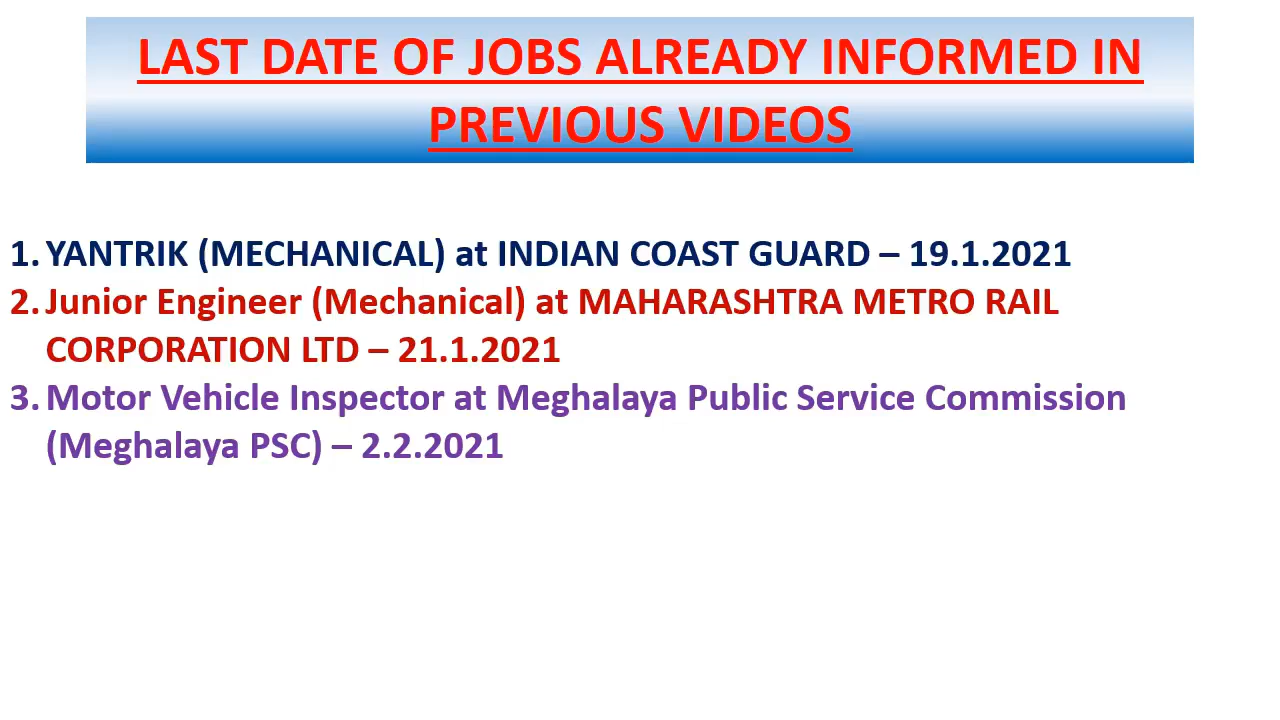 LAST DATE OF JOBS ALREADY INFORMED IN
PREVIOUS VIDEOS
1. YANTRIK (MECHANICAL) at INDIAN COAST GUARD – 19.1.2021
2. Junior Engineer (Mechanical) at MAHARASHTRA METRO RAIL
CORPORATION LTD – 21.1.2021
3. Motor Vehicle Inspector at Meghalaya Public Service Commission
(Meghalaya PSC) – 2.2.2021